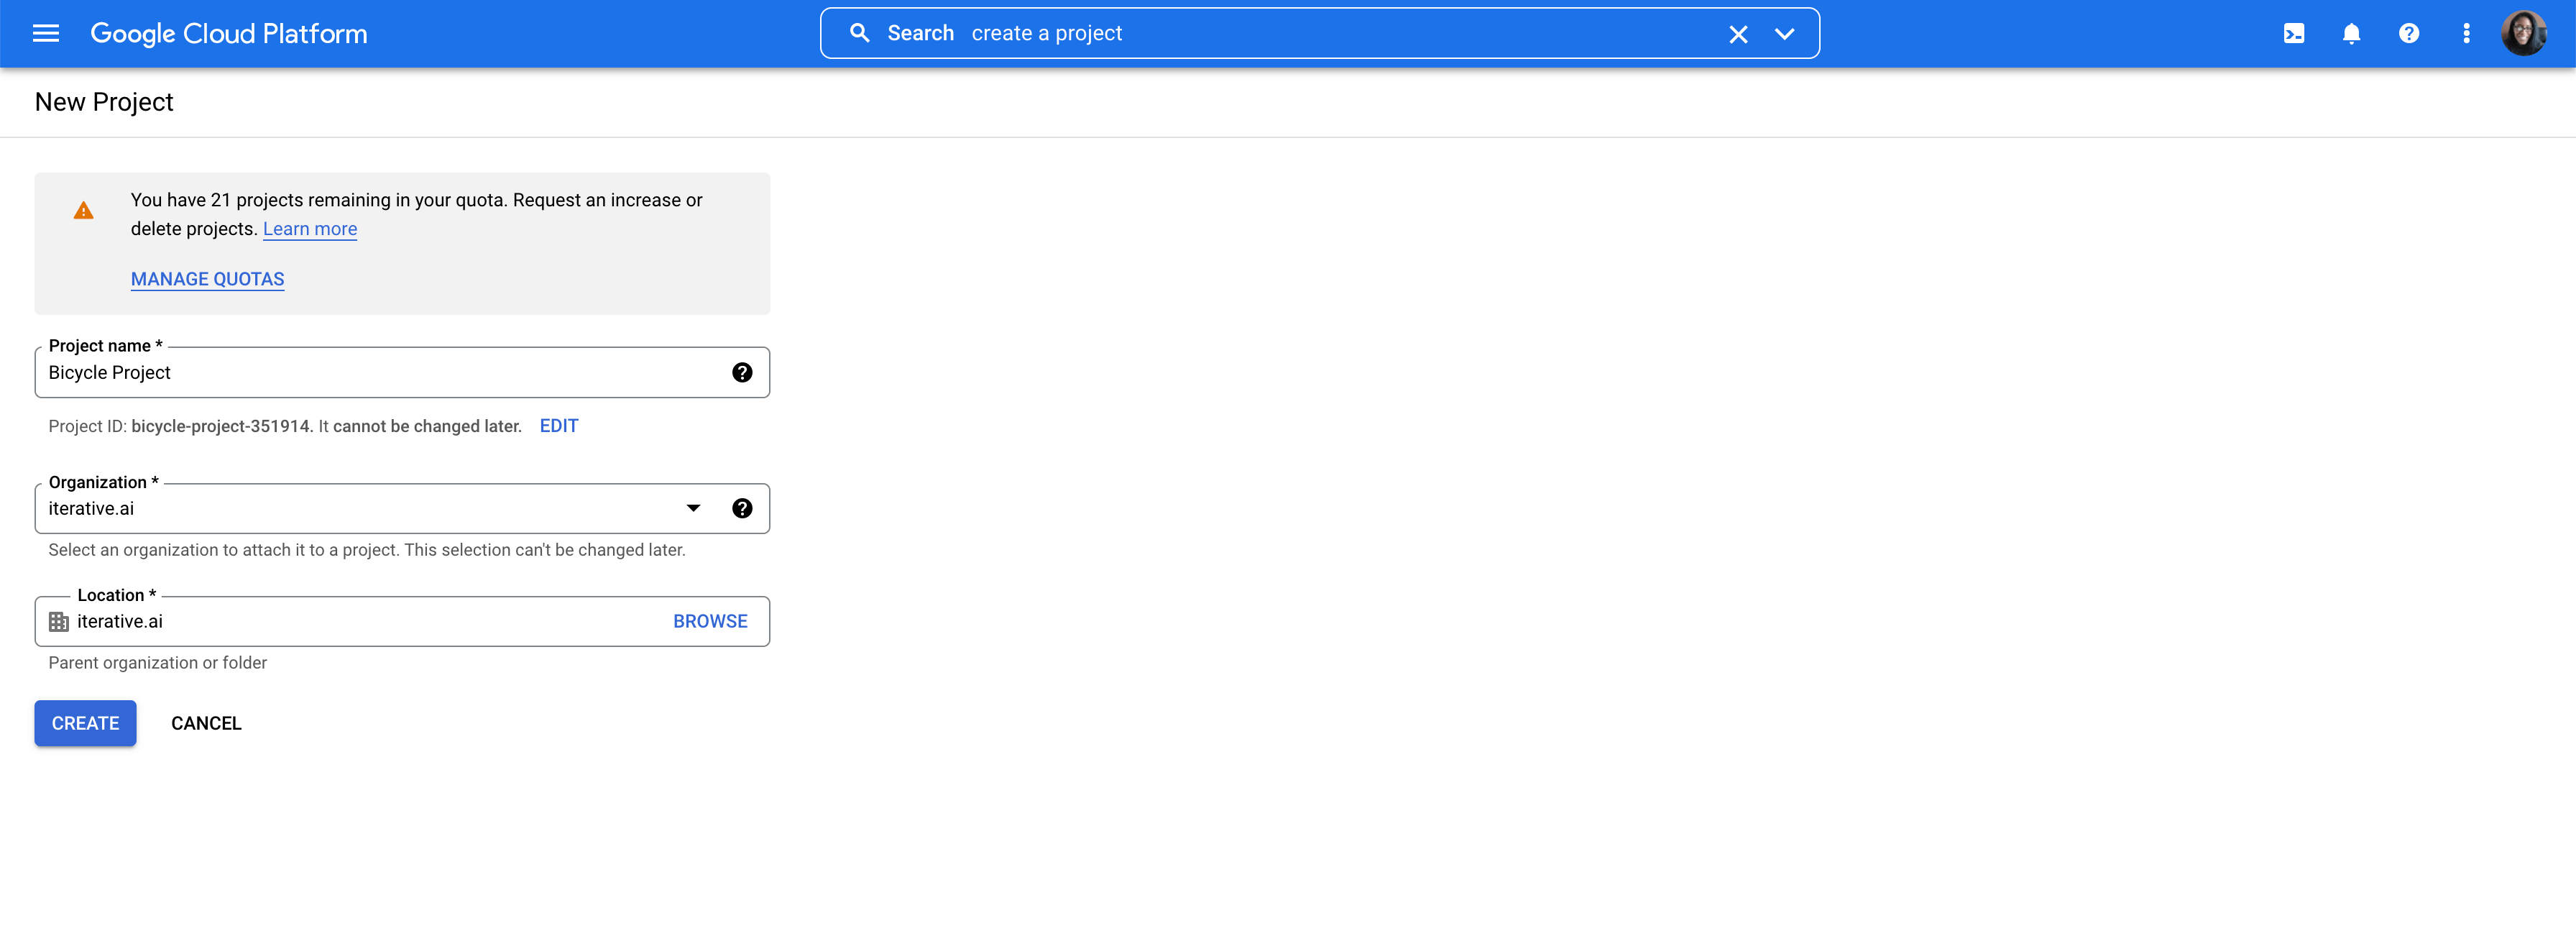 Google Cloud Platform
Search create a project
New Project
You have 21 projects remaining in your quota. Request an increase or
delete projects. Learn more
MANAGE QUOTAS
Project name *
Bicycle Project
Project ID: bicycle-project-351914. It cannot be changed later. EDIT
Organization *
iterative.ai
Select an organization to attach it to a project. This selection can't be changed later.
Location *
iterative.ai BROWSE
Parent organization or folder
CREATE CANCEL